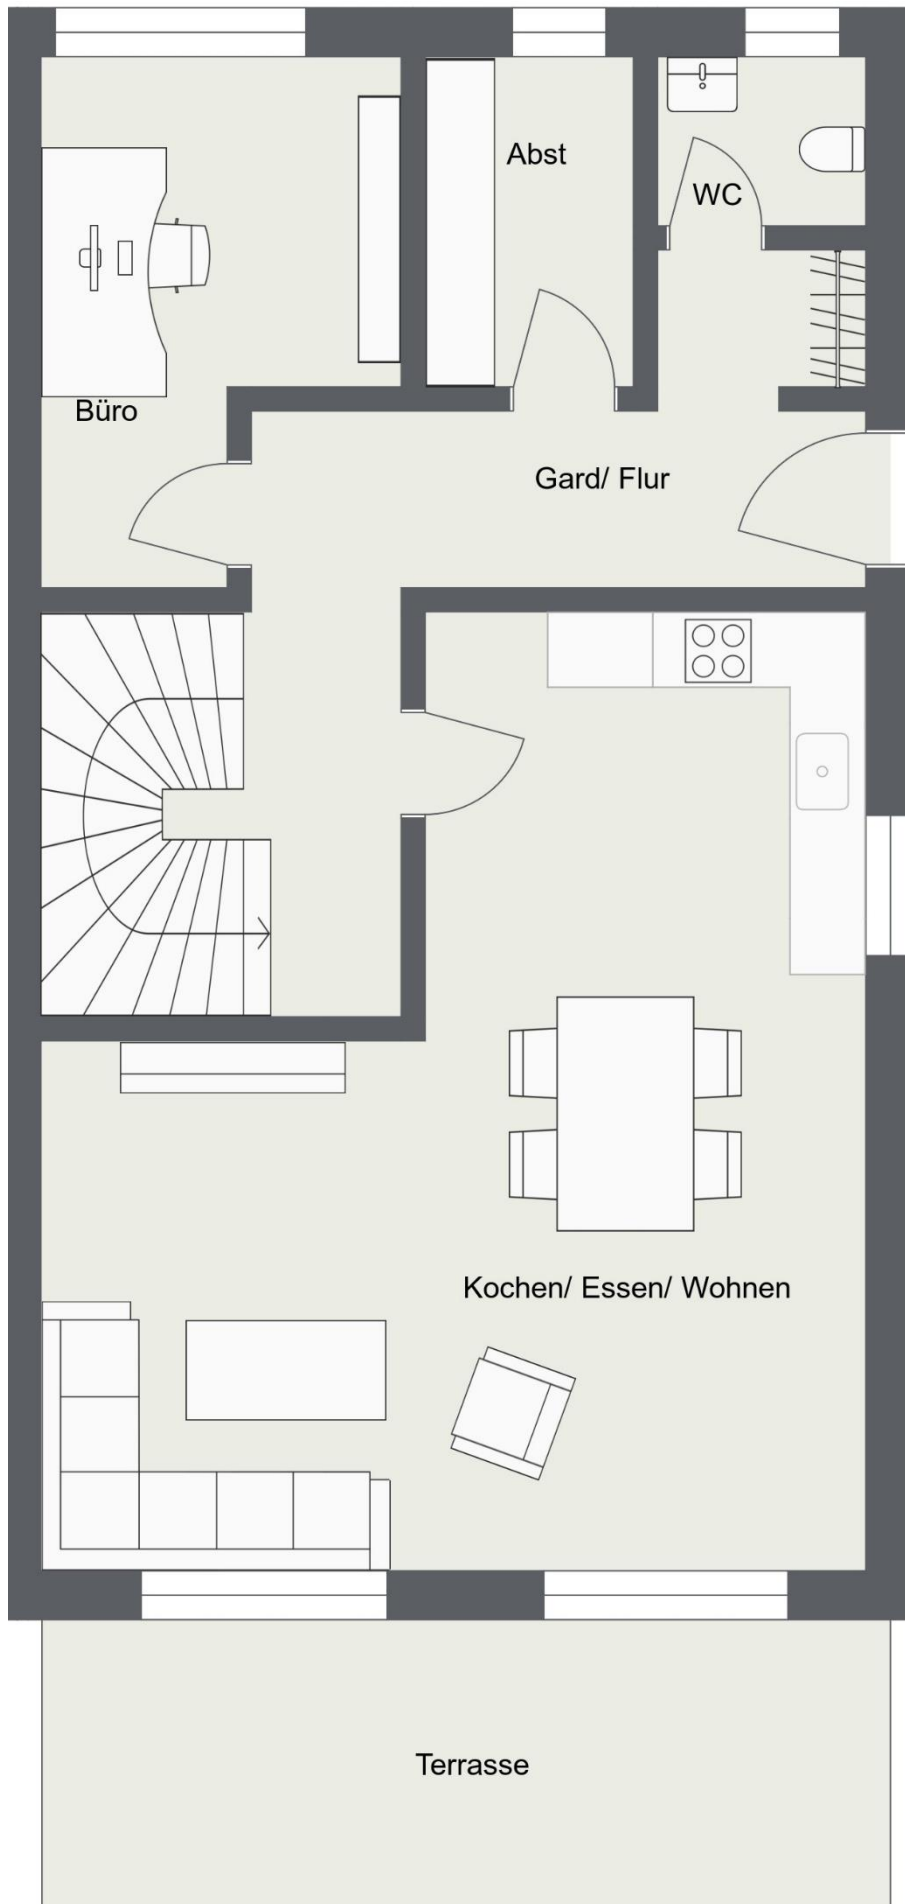 Abst
WC
Büro
Gard/ Flur
Kochen/ Essen/ Wohnen
Terrasse